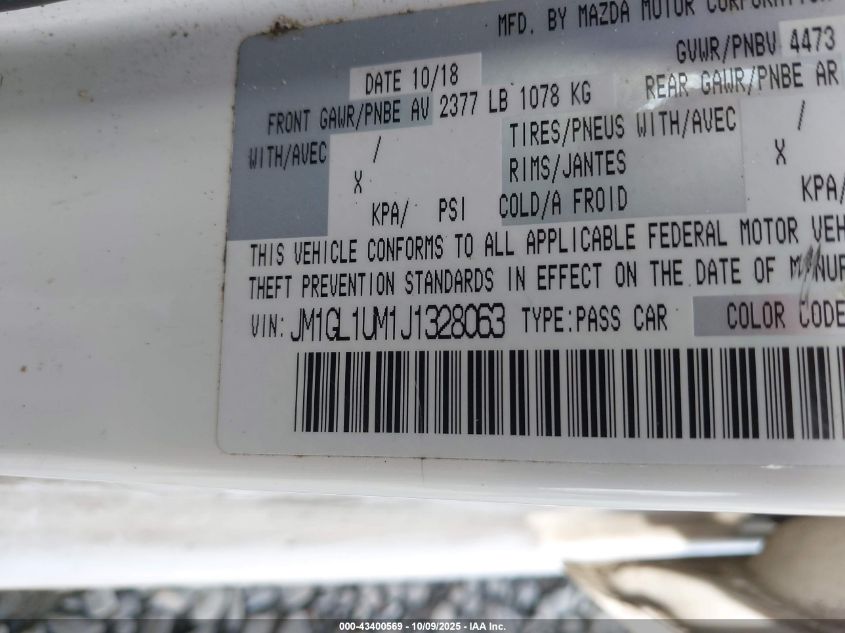 MFD. BY MAZDA MOTOR CORPORATION
GVWR/PNBV 4473
DATE 10/18
FRONT GAWR/PNBE AV 2377 LB 1078 KG
REAR GAWR/PNBE AR
WITH/AVEC / TIRES/PNEUS WITH/AVEC /
X RIMS/JANTES X
KPA/ PSI COLD/A FROID KPA/
THIS VEHICLE CONFORMS TO ALL APPLICABLE FEDERAL MOTOR VEH
THEFT PREVENTION STANDARDS IN EFFECT ON THE DATE OF MANUF
VIN: JM1GL1UM1J1328063 TYPE:PASS CAR COLOR CODE
000-43400569 - 10/09/2025 - IAA Inc.